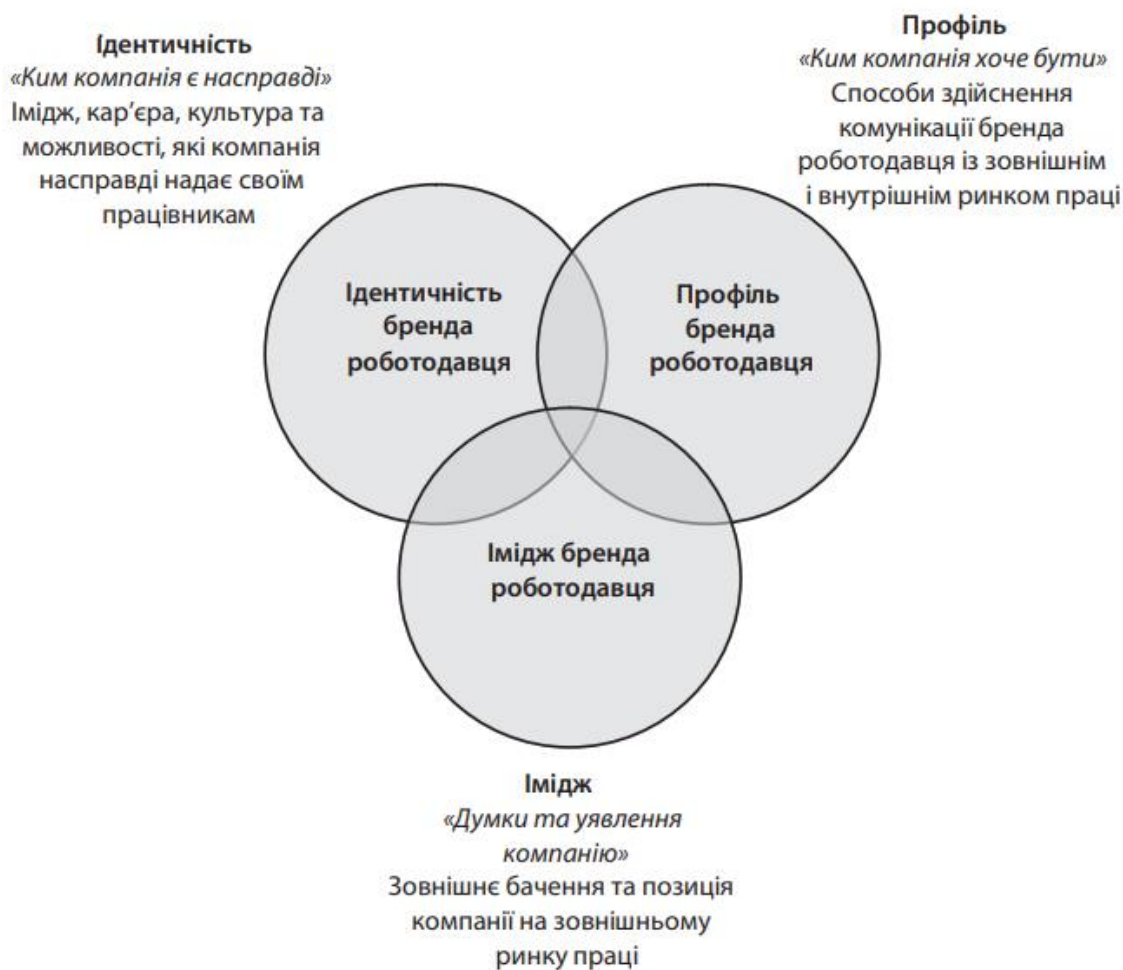 Ідентичність
«Ким компанія є насправді»
Імідж, кар’єра, культура та
можливості, які компанія
насправді надає своїм
працівникам
Профіль
«Ким компанія хоче бути»
Способи здійснення
комунікації бренда
роботодавця із зовнішнім
і внутрішнім ринком праці
Ідентичність
бренда
роботодавця
Профіль
бренда
роботодавця
Імідж бренда
роботодавця
Імідж
«Думки та уявлення
компанію»
Зовнішнє бачення та позиція
компанії на зовнішньому
ринку праці